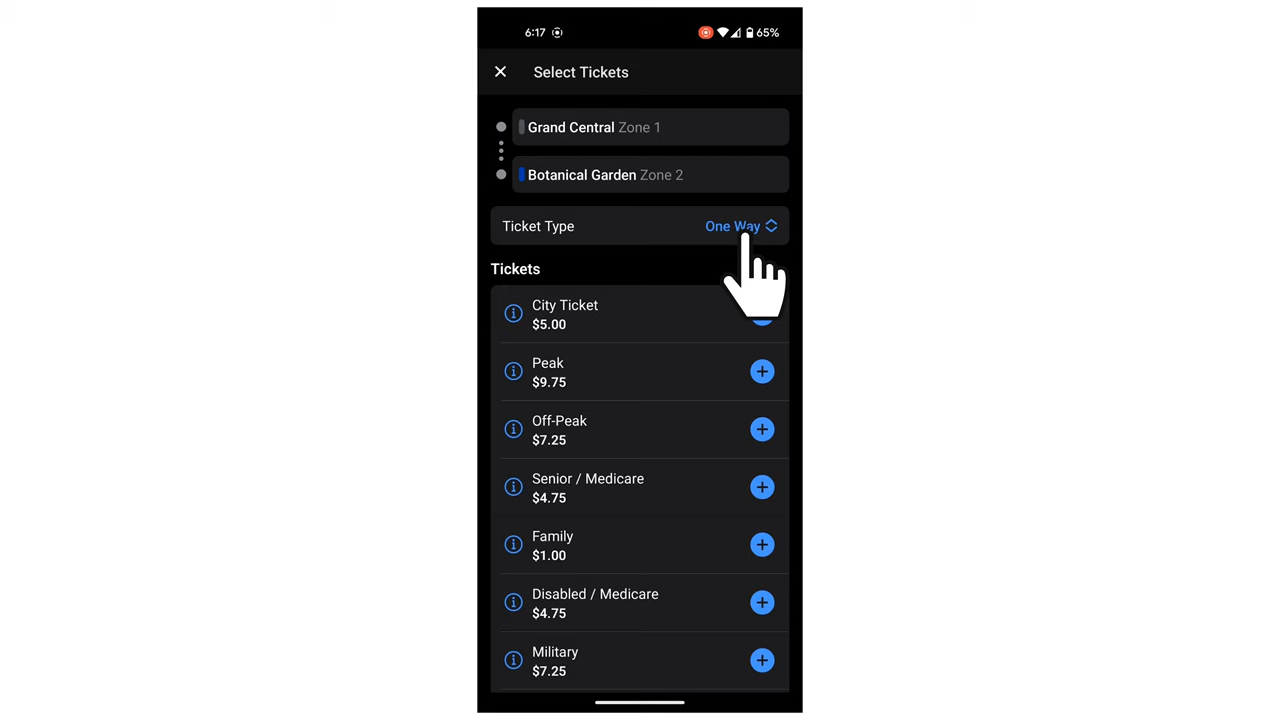 6:17 65%
Select Tickets
Grand Central Zone 1
Botanical Garden Zone 2
Ticket Type One Way
Tickets
City Ticket
$5.00
Peak
$9.75
Off-Peak
$7.25
Senior / Medicare
$4.75
Family
$1.00
Disabled / Medicare
$4.75
Military
$7.25